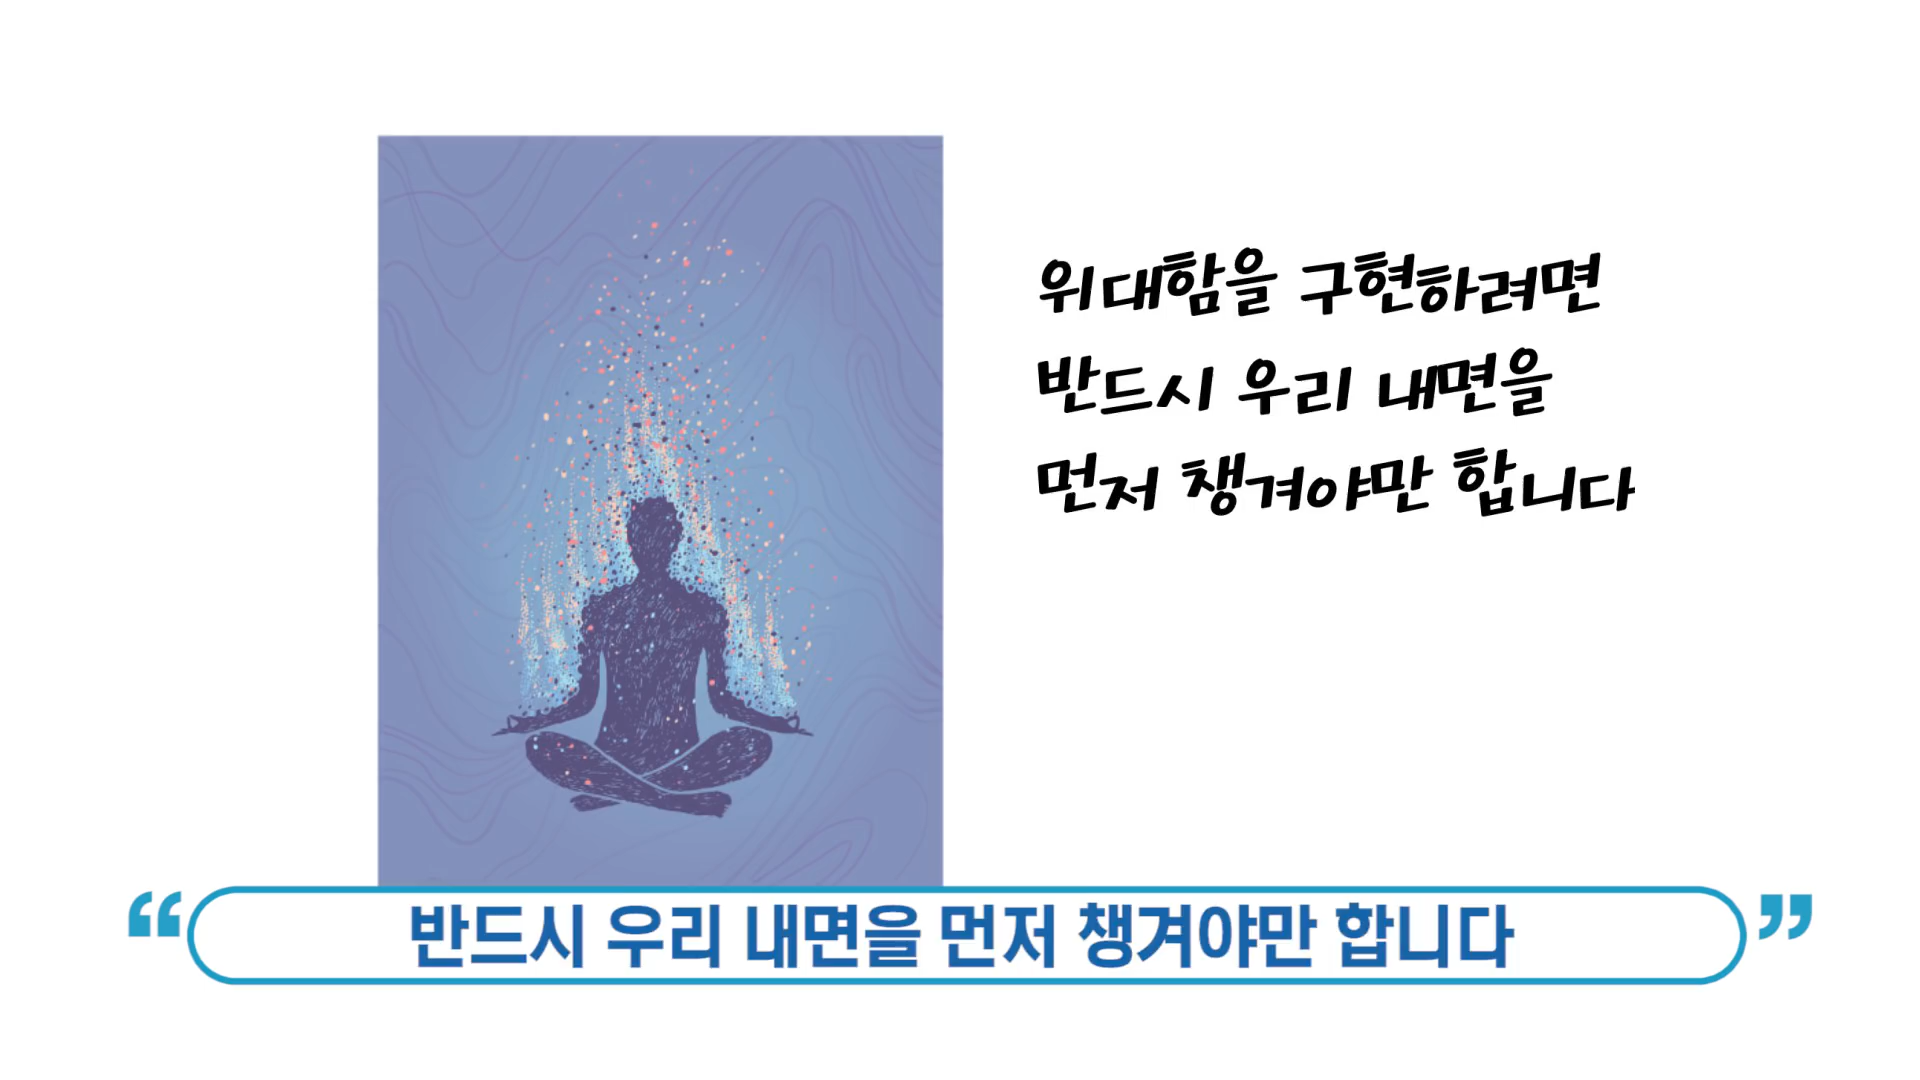 위대함을 구현하려면
반드시 우리 내면을
먼저 챙겨야만 합니다
“ 반드시 우리 내면을 먼저 챙겨야만 합니다 ”